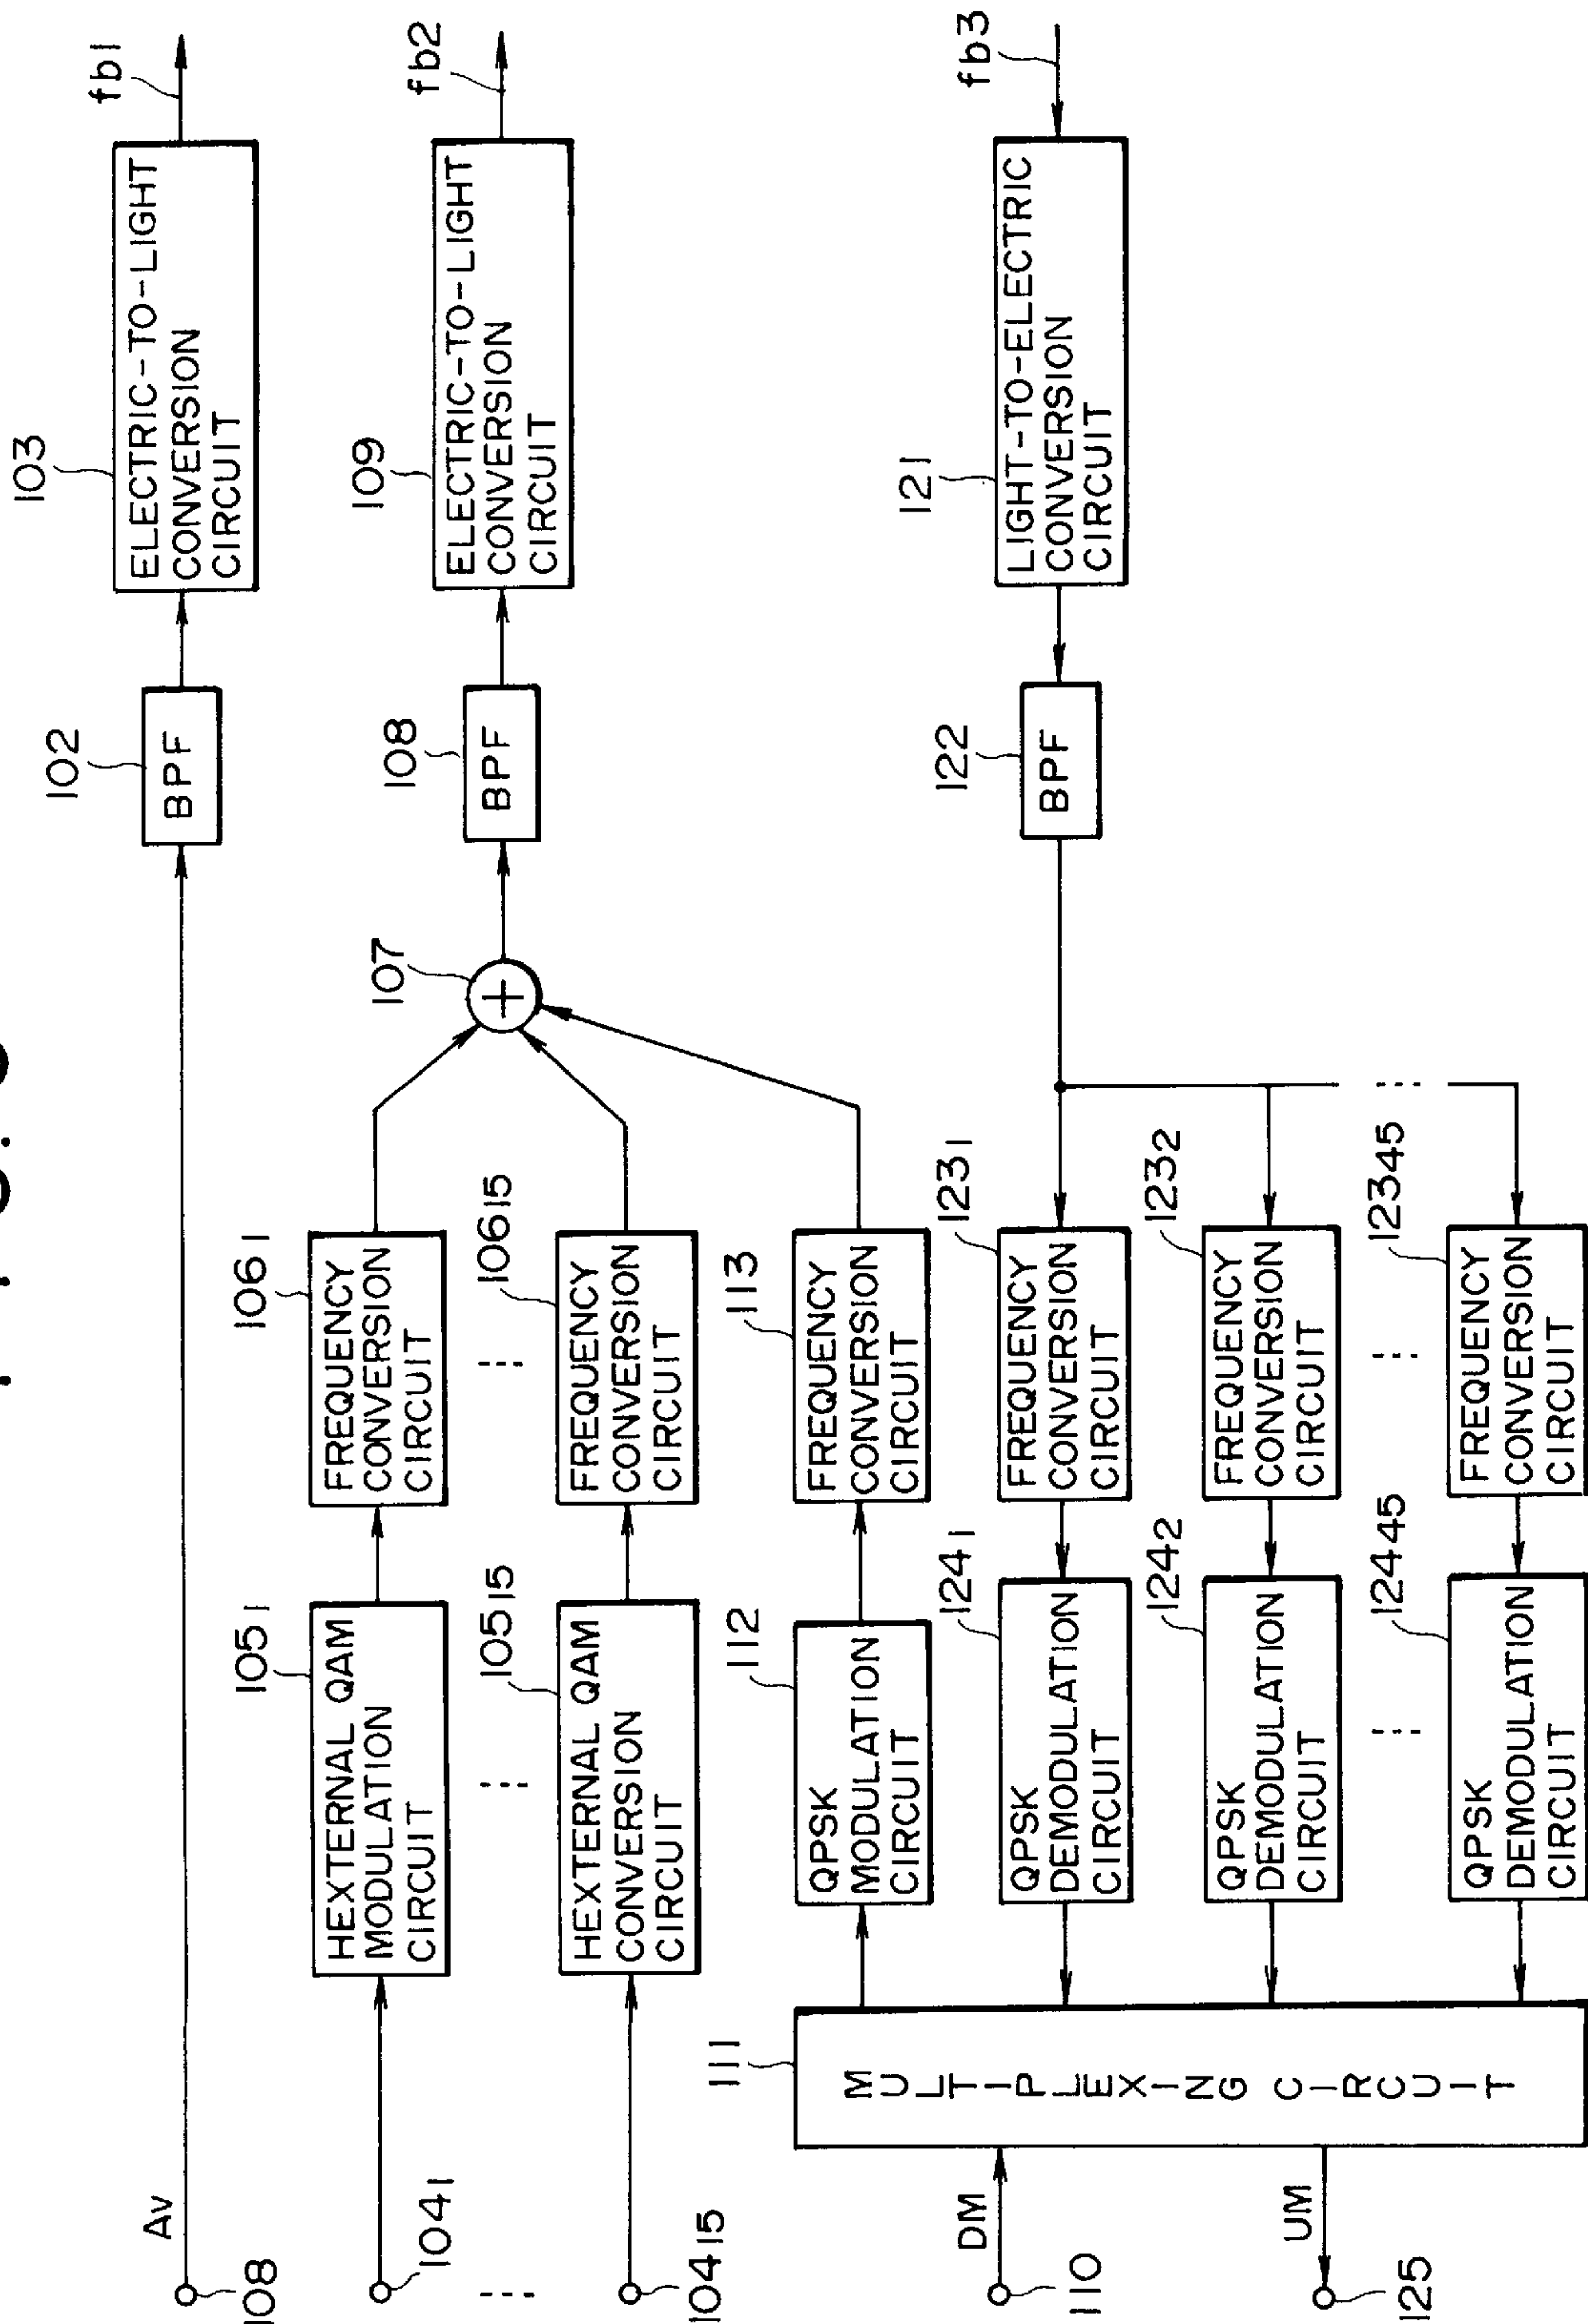 Av
108
102
BPF
103
ELECTRIC-TO-LIGHT
CONVERSION
CIRCUIT
fb1
104₁
105₁
HEXTERNAL QAM
MODULATION
CIRCUIT
106₁
FREQUENCY
CONVERSION
CIRCUIT
107
+
108
BPF
109
ELECTRIC-TO-LIGHT
CONVERSION
CIRCUIT
fb2
104₁₅
105₁₅
HEXTERNAL QAM
CONVERSION
CIRCUIT
106₁₅
FREQUENCY
CONVERSION
CIRCUIT
111
MULTIPLEXING CIRCUIT
112
QPSK
MODULATION
CIRCUIT
113
FREQUENCY
CONVERSION
CIRCUIT
DM
110
UM
125
124₁
QPSK
DEMODULATION
CIRCUIT
123₁
FREQUENCY
CONVERSION
CIRCUIT
122
BPF
121
LIGHT-TO-ELECTRIC
CONVERSION
CIRCUIT
fb3
124₂
QPSK
DEMODULATION
CIRCUIT
123₂
FREQUENCY
CONVERSION
CIRCUIT
124₄₅
QPSK
DEMODULATION
CIRCUIT
123₄₅
FREQUENCY
CONVERSION
CIRCUIT